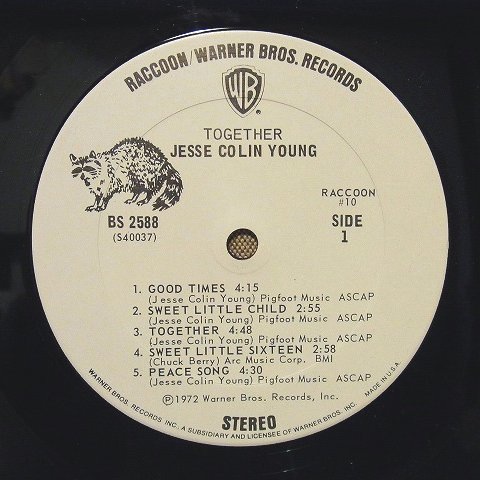 RACCOON/WARNER BROS. RECORDS
WB
®
TOGETHER
JESSE COLIN YOUNG
RACCOON
#10
BS 2588
(S40037)
SIDE
1
1. GOOD TIMES 4:15
(Jesse Colin Young) Pigfoot Music ASCAP
2. SWEET LITTLE CHILD 2:55
(Jesse Colin Young) Pigfoot Music ASCAP
3. TOGETHER 4:48
(Jesse Colin Young) Pigfoot Music ASCAP
4. SWEET LITTLE SIXTEEN 2:58
(Chuck Berry) Arc Music Corp. BMI
5. PEACE SONG 4:30
(Jesse Colin Young) Pigfoot Music ASCAP
℗1972 Warner Bros. Records, Inc.
STEREO
WARNER BROS. RECORDS INC., A SUBSIDIARY AND LICENSEE OF WARNER BROS. INC.
MADE IN U.S.A.